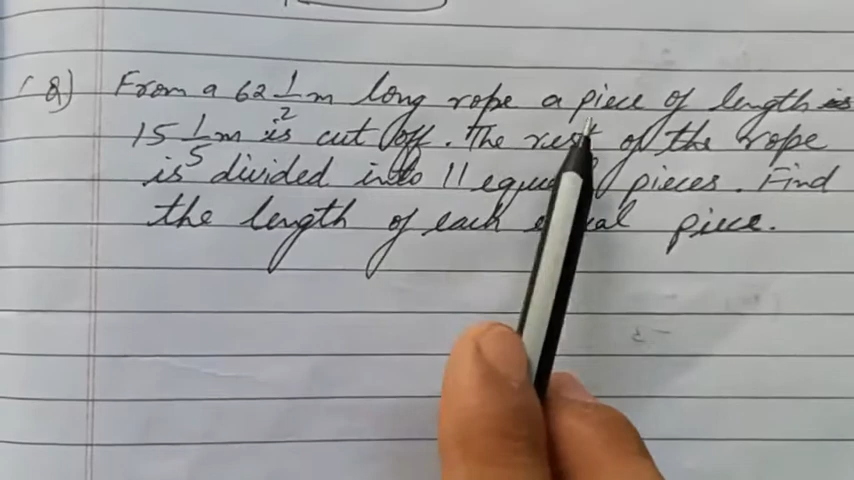 Q) From a 62 1/2 m long rope a piece of length is
15 1/5 m is cut off. The rest of the rope
is divided into 11 equal pieces. Find
the length of each equal piece.